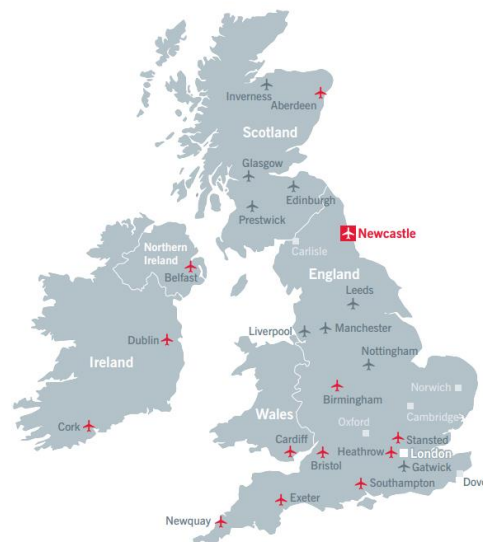 Inverness
Aberdeen
Scotland
Glasgow
Edinburgh
Prestwick
Newcastle
Carlisle
Northern
Ireland
Belfast
England
Leeds
Dublin
Liverpool
Manchester
Nottingham
Ireland
Norwich
Birmingham
Wales
Cambridge
Oxford
Cork
Cardiff
Stansted
Heathrow
London
Bristol
Gatwick
Southampton
Dov
Exeter
Newquay